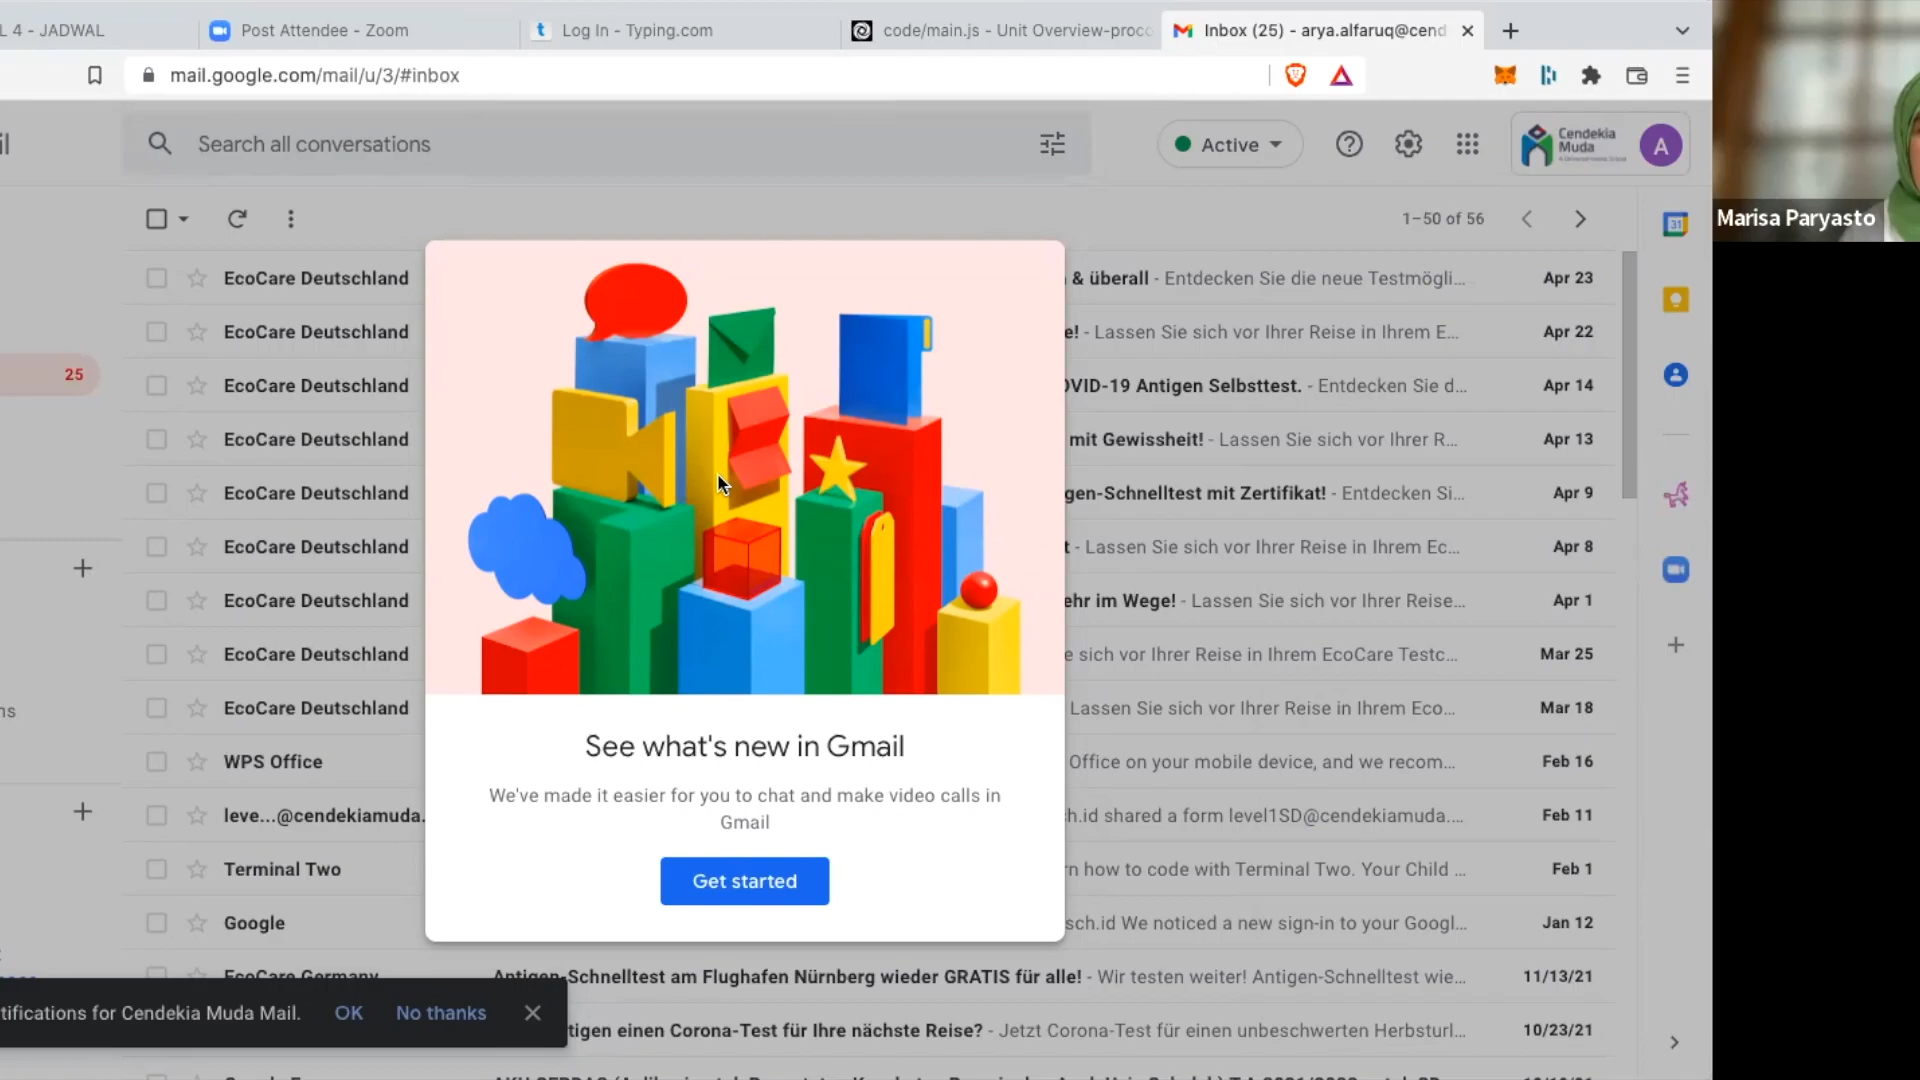 L 4 - JADWAL
Post Attendee - Zoom
Log In - Typing.com
code/main.js - Unit Overview-proc
Inbox (25) - arya.alfaruq@cend
mail.google.com/mail/u/3/#inbox
Search all conversations
Active
Cendekia
Muda
A
Marisa Paryasto
1–50 of 56
31
EcoCare Deutschland & überall - Entdecken Sie die neue Testmögli... Apr 23
EcoCare Deutschland e! - Lassen Sie sich vor Ihrer Reise in Ihrem E... Apr 22
25
EcoCare Deutschland OVID-19 Antigen Selbsttest. - Entdecken Sie d... Apr 14
EcoCare Deutschland mit Gewissheit! - Lassen Sie sich vor Ihrer R... Apr 13
EcoCare Deutschland gen-Schnelltest mit Zertifikat! - Entdecken Si... Apr 9
EcoCare Deutschland t - Lassen Sie sich vor Ihrer Reise in Ihrem Ec... Apr 8
EcoCare Deutschland ehr im Wege! - Lassen Sie sich vor Ihrer Reise... Apr 1
EcoCare Deutschland e sich vor Ihrer Reise in Ihrem EcoCare Testc... Mar 25
ns
EcoCare Deutschland Lassen Sie sich vor Ihrer Reise in Ihrem Eco... Mar 18
WPS Office Office on your mobile device, and we recom... Feb 16
leve...@cendekiamuda. h.id shared a form level1SD@cendekiamuda.... Feb 11
Terminal Two rn how to code with Terminal Two. Your Child ... Feb 1
Google sch.id We noticed a new sign-in to your Googl... Jan 12
See what's new in Gmail
We've made it easier for you to chat and make video calls in
Gmail
Get started
EcoCare Germany Antigen-Schnelltest am Flughafen Nürnberg wieder GRATIS für alle! - Wir testen weiter! Antigen-Schnelltest wie... 11/13/21
tifications for Cendekia Muda Mail. OK No thanks
tigen einen Corona-Test für Ihre nächste Reise? - Jetzt Corona-Test für einen unbeschwerten Herbsturl... 10/23/21